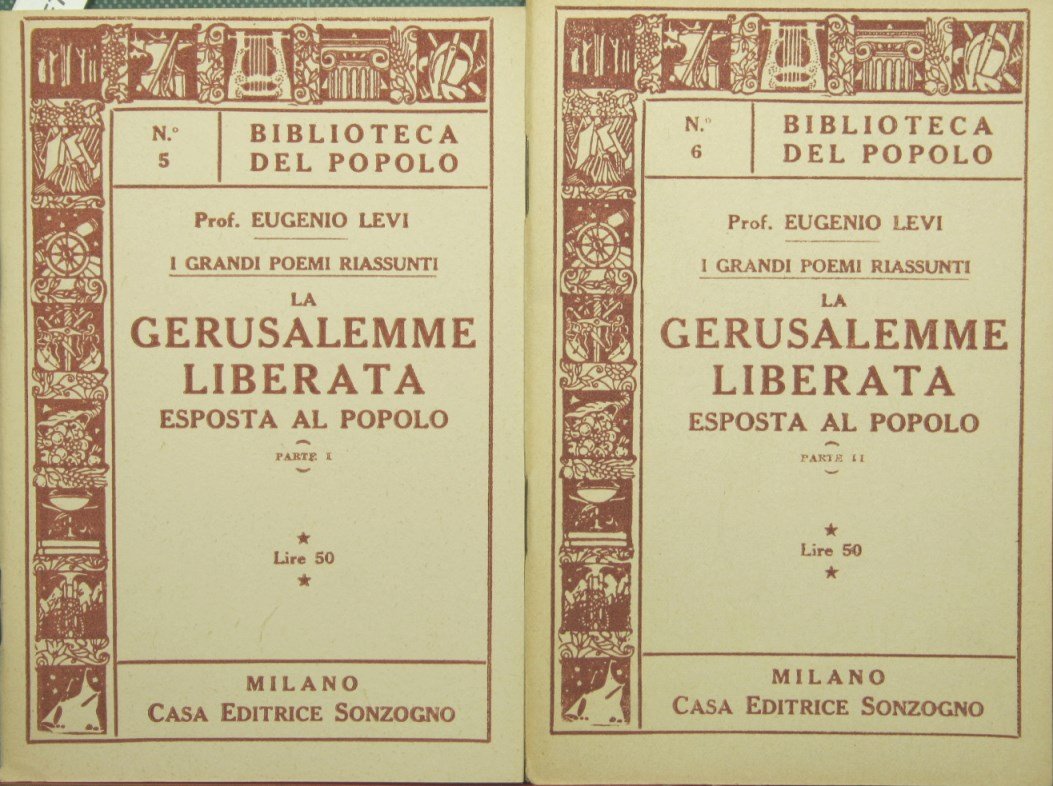 N.°
5
BIBLIOTECA
DEL POPOLO
Prof. EUGENIO LEVI
I GRANDI POEMI RIASSUNTI
LA
GERUSALEMME
LIBERATA
ESPOSTA AL POPOLO
PARTE I
Lire 50
MILANO
CASA EDITRICE SONZOGNO
N.°
6
BIBLIOTECA
DEL POPOLO
Prof. EUGENIO LEVI
I GRANDI POEMI RIASSUNTI
LA
GERUSALEMME
LIBERATA
ESPOSTA AL POPOLO
PARTE II
Lire 50
MILANO
CASA EDITRICE SONZOGNO